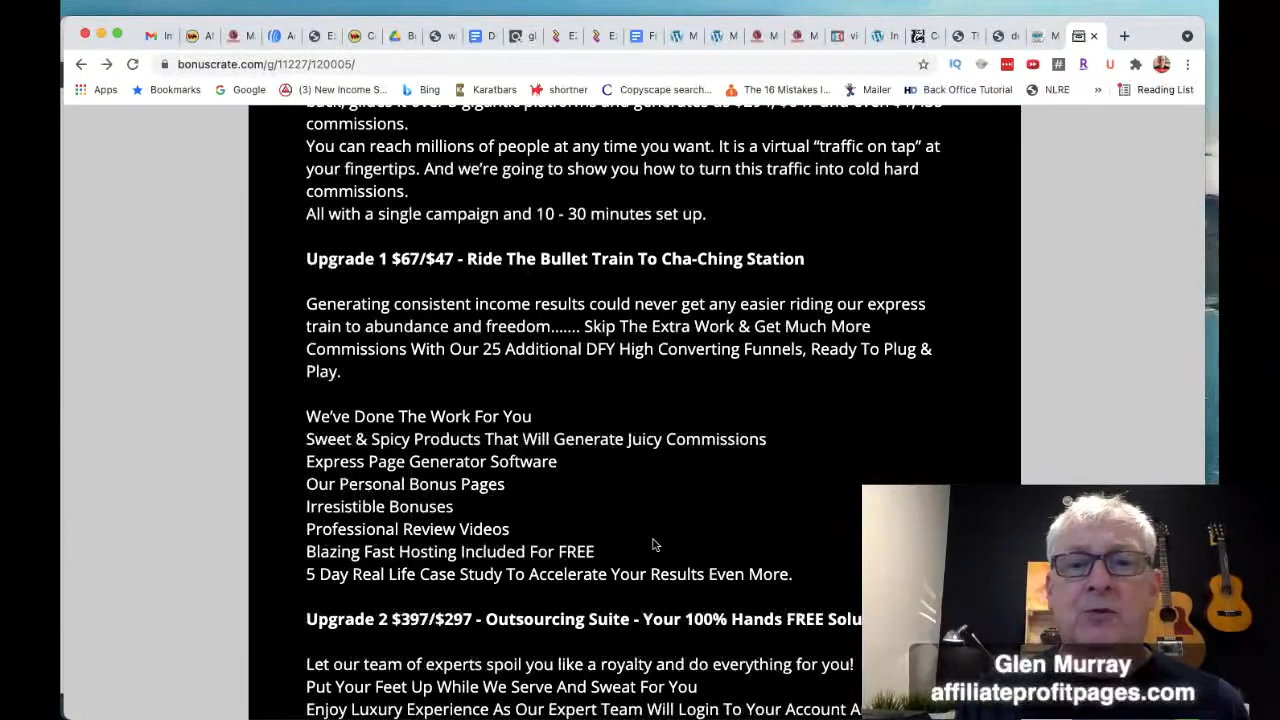 In
A
M
A
E
C
B
w
D
gl
E
E
Fr
M
M
M
M
vi
In
C
Tl
d
M
bonuscrate.com/g/11227/120005/
Apps
Bookmarks
Google
(3) New Income S...
Bing
Karatbars
shortner
Copyscape search...
The 16 Mistakes I...
Mailer
HD Back Office Tutorial
NLRE
»
Reading List
commissions.
You can reach millions of people at any time you want. It is a virtual “traffic on tap” at
your fingertips. And we’re going to show you how to turn this traffic into cold hard
commissions.
All with a single campaign and 10 - 30 minutes set up.
Upgrade 1 $67/$47 - Ride The Bullet Train To Cha-Ching Station
Generating consistent income results could never get any easier riding our express
train to abundance and freedom....... Skip The Extra Work & Get Much More
Commissions With Our 25 Additional DFY High Converting Funnels, Ready To Plug &
Play.
We’ve Done The Work For You
Sweet & Spicy Products That Will Generate Juicy Commissions
Express Page Generator Software
Our Personal Bonus Pages
Irresistible Bonuses
Professional Review Videos
Blazing Fast Hosting Included For FREE
5 Day Real Life Case Study To Accelerate Your Results Even More.
Upgrade 2 $397/$297 - Outsourcing Suite - Your 100% Hands FREE Solu
Let our team of experts spoil you like a royalty and do everything for you!
Put Your Feet Up While We Serve And Sweat For You
Enjoy Luxury Experience As Our Expert Team Will Login To Your Account A
Glen Murray
affiliateprofitpages.com